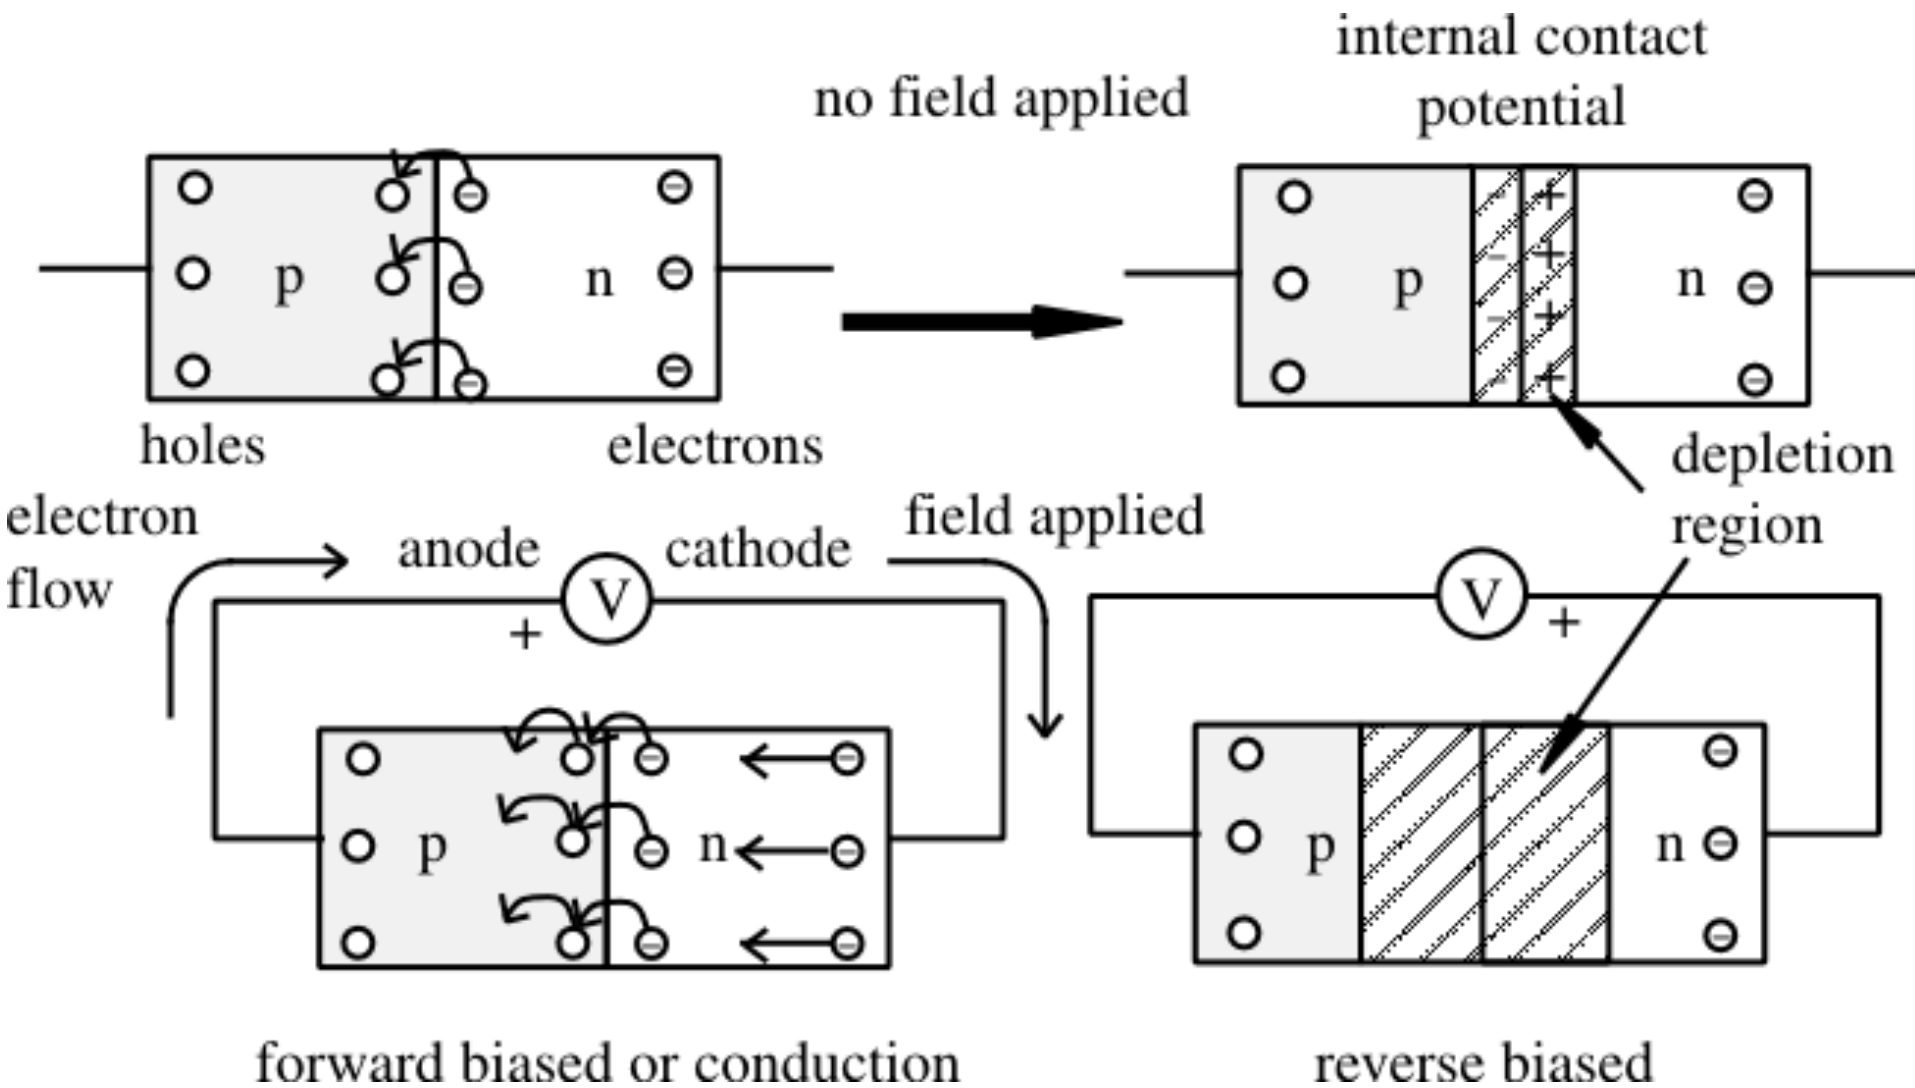 internal contact
potential
no field applied
p
n
p
- +
- +
- +
- +
n
holes
electrons
depletion
region
electron
flow
anode
V
cathode
+
field applied
V
+
p
n
p
n
forward biased or conduction
reverse biased